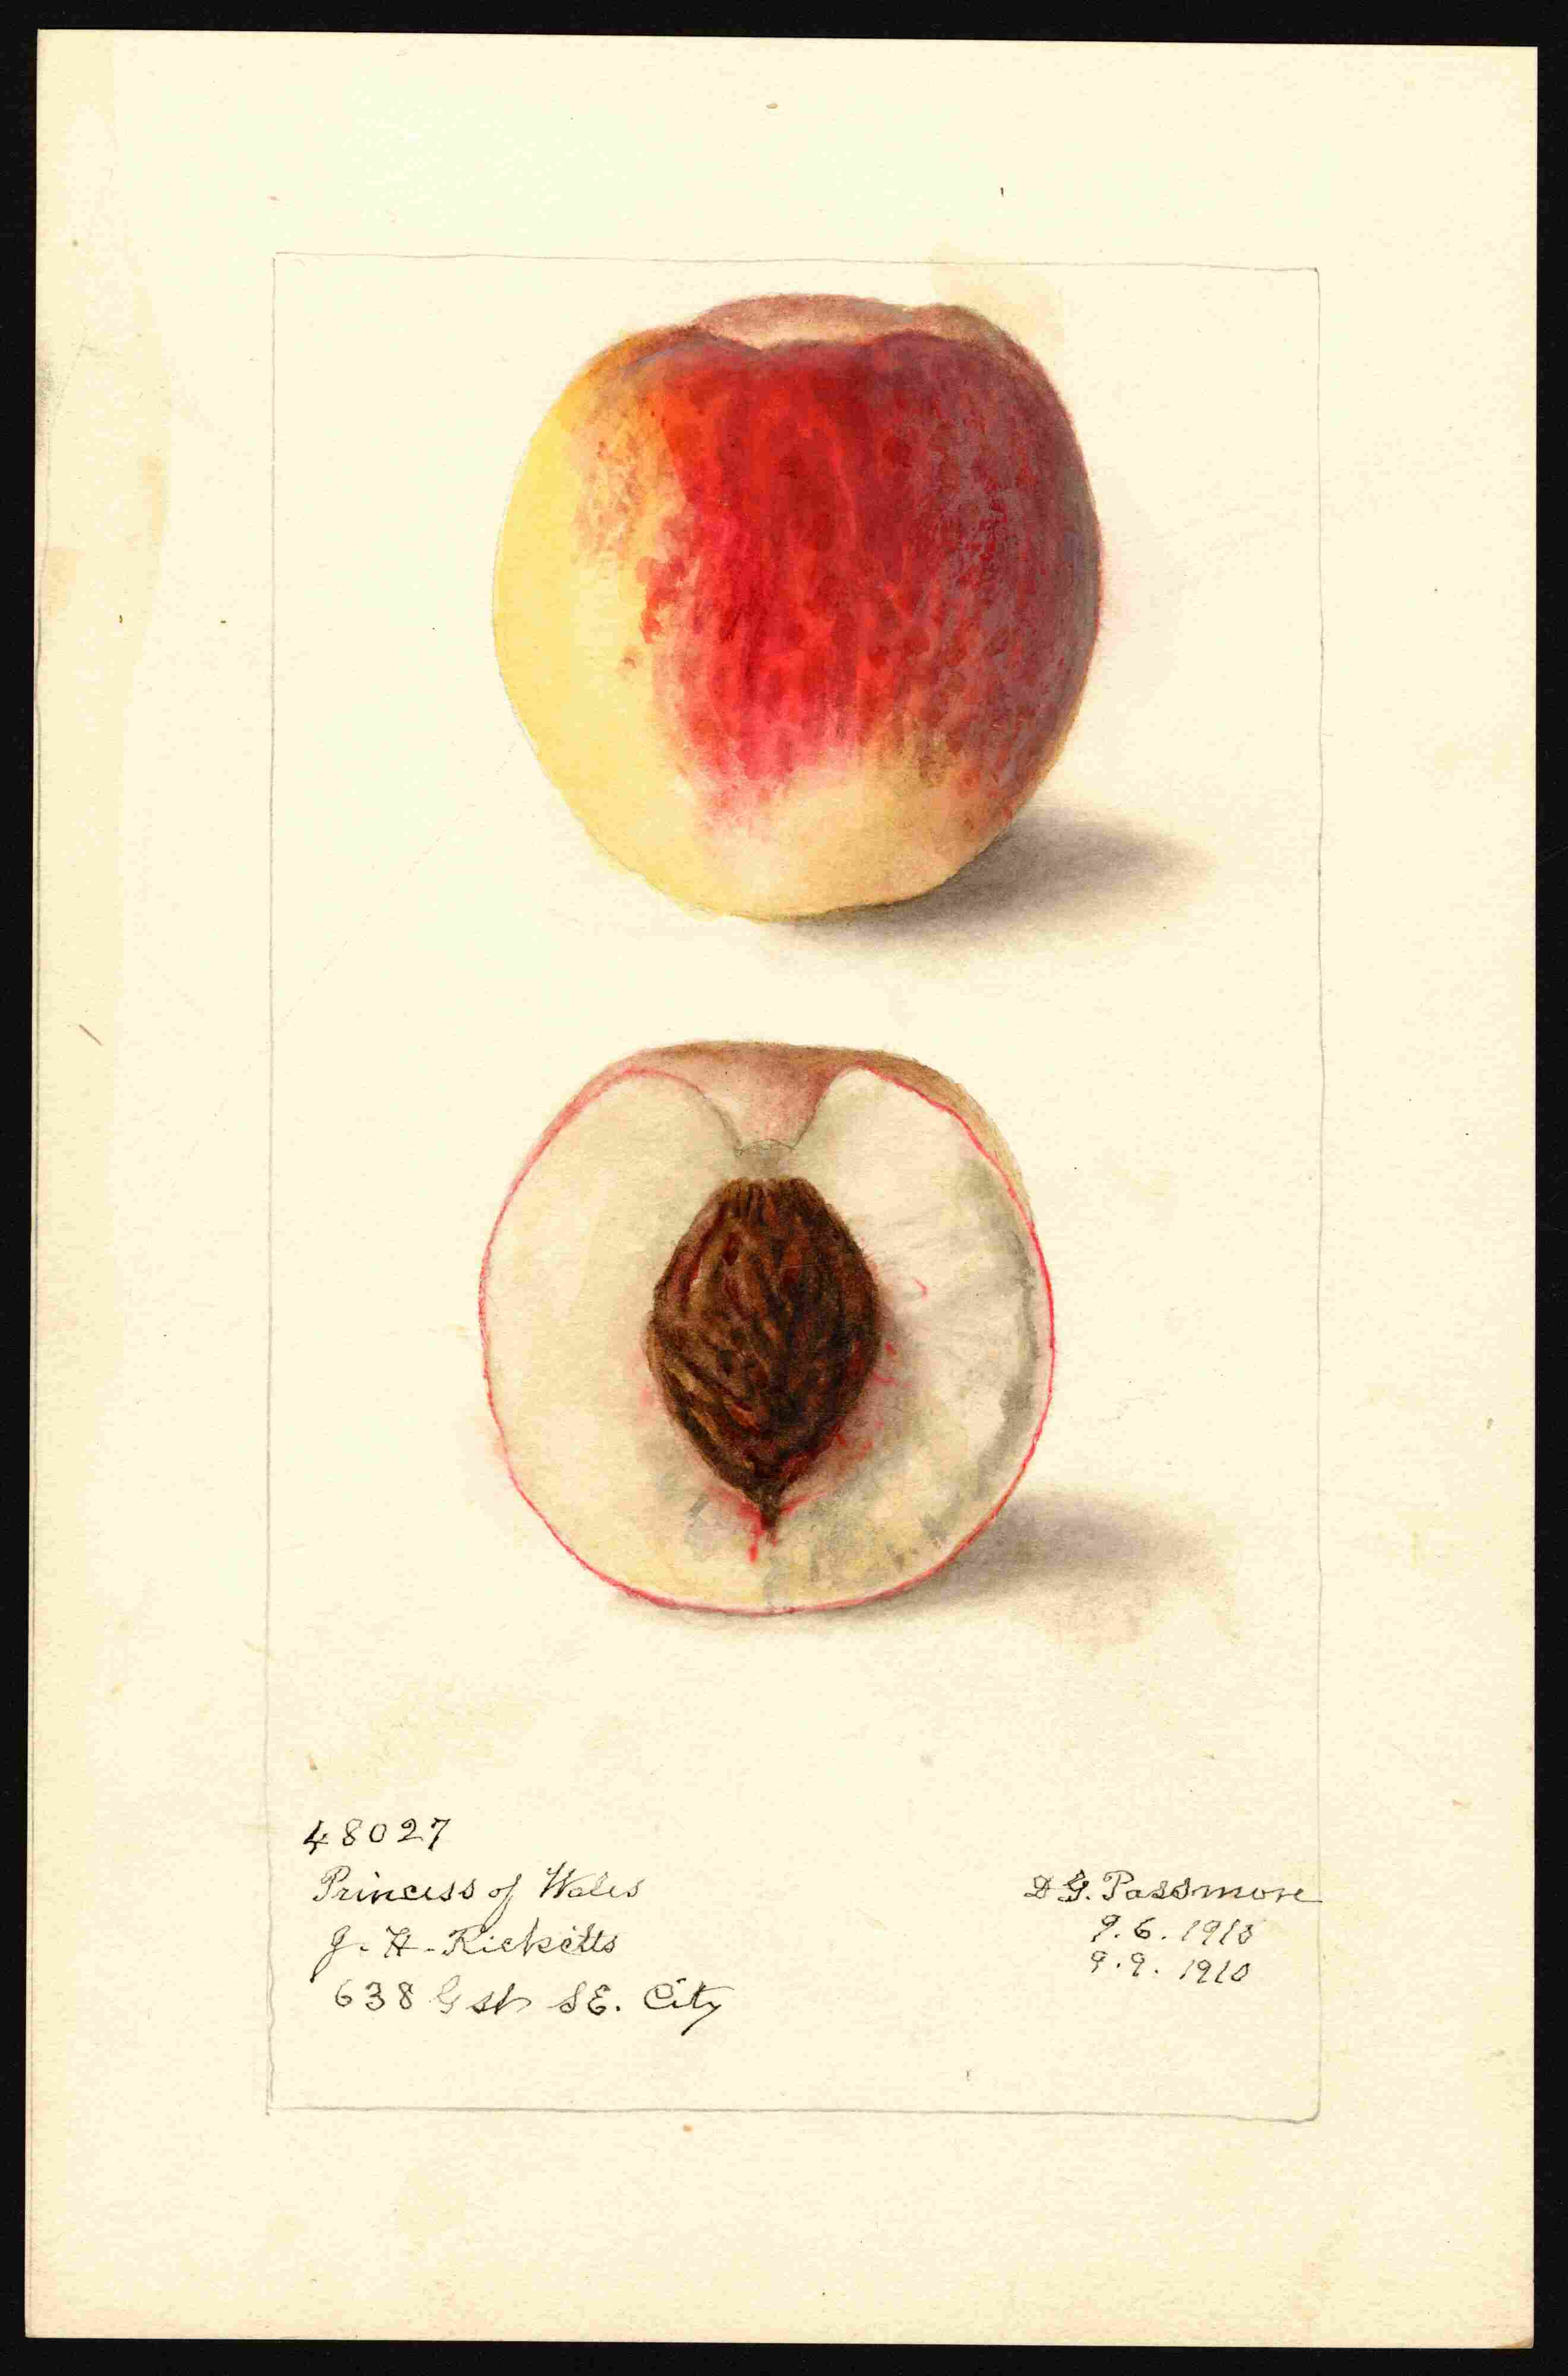 48027
Princess of Wales
J. H. Ricketts
638 G st SE. City
D. G. Passmore
9.6.1910
9.9.1910